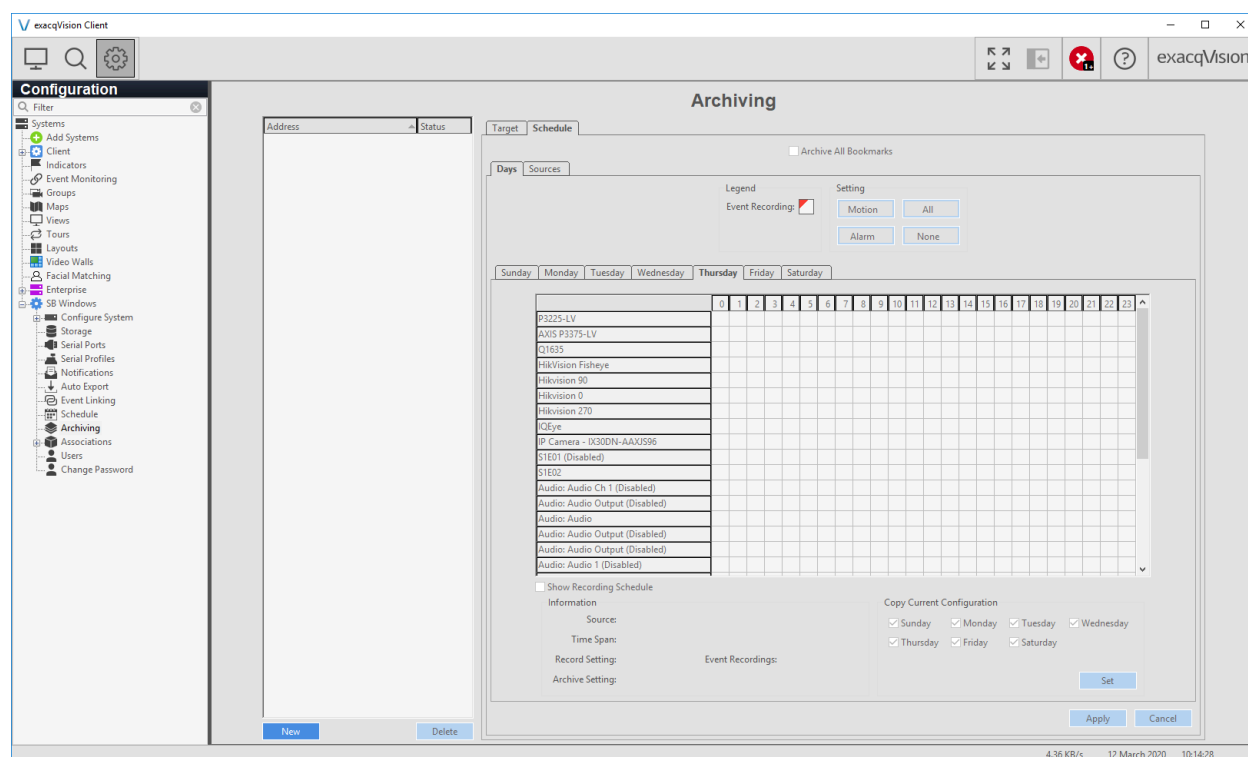 exacqVision Client
exacqVision
Configuration
Filter
Systems
Add Systems
Client
Indicators
Event Monitoring
Groups
Maps
Views
Tours
Layouts
Video Walls
Facial Matching
Enterprise
SB Windows
Configure System
Storage
Serial Ports
Serial Profiles
Notifications
Auto Export
Event Linking
Schedule
Archiving
Associations
Users
Change Password
Archiving
Address Status
New Delete
Target Schedule
Archive All Bookmarks
Days Sources
Legend
Event Recording:
Setting
Motion All
Alarm None
Sunday Monday Tuesday Wednesday Thursday Friday Saturday
0 1 2 3 4 5 6 7 8 9 10 11 12 13 14 15 16 17 18 19 20 21 22 23
P3225-LV
AXIS P3375-LV
Q1635
HikVision Fisheye
Hikvision 90
Hikvision 0
Hikvision 270
IQEye
IP Camera - IX30DN-AAXJS96
S1E01 (Disabled)
S1E02
Audio: Audio Ch 1 (Disabled)
Audio: Audio Output (Disabled)
Audio: Audio
Audio: Audio Output (Disabled)
Audio: Audio Output (Disabled)
Audio: Audio 1 (Disabled)
Show Recording Schedule
Information
Source:
Time Span:
Record Setting: Event Recordings:
Archive Setting:
Copy Current Configuration
Sunday Monday Tuesday Wednesday
Thursday Friday Saturday
Set
Apply Cancel
4.36 KB/s 12 March 2020 10:14:28